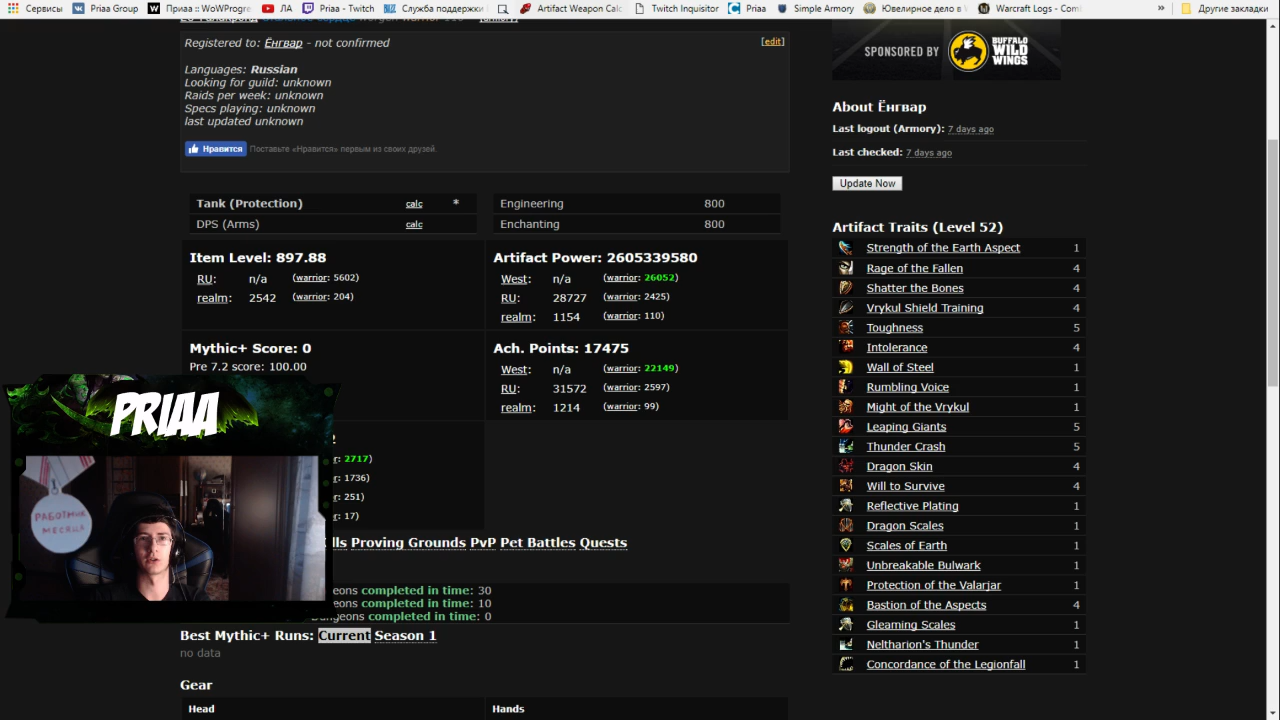 Сервисы Priaa Group Приаа :: WoWProgre ЛА Priaa - Twitch Служба поддержки Artifact Weapon Calc Twitch Inquisitor Priaa Simple Armory Ювелирное дело в Warcraft Logs - Comb » Другие закладки
Registered to: Ёнгвар - not confirmed [edit]
Languages: Russian
Looking for guild: unknown
Raids per week: unknown
Specs playing: unknown
last updated unknown
Нравится Поставьте «Нравится» первым из своих друзей.
Tank (Protection) calc *
DPS (Arms) calc
Engineering 800
Enchanting 800
Item Level: 897.88
RU: n/a (warrior: 5602)
realm: 2542 (warrior: 204)
Artifact Power: 2605339580
West: n/a (warrior: 26052)
RU: 28727 (warrior: 2425)
realm: 1154 (warrior: 110)
Mythic+ Score: 0
Pre 7.2 score: 100.00
Ach. Points: 17475
West: n/a (warrior: 22149)
RU: 31572 (warrior: 2597)
realm: 1214 (warrior: 99)
PRIAA
r: 2717)
r: 1736)
r: 251)
r: 17)
РАБОТНИК
МЕСЯЦА
lls Proving Grounds PvP Pet Battles Quests
eons completed in time: 30
eons completed in time: 10
Dungeons completed in time: 0
Best Mythic+ Runs: Current Season 1
no data
Gear
Head Hands
SPONSORED BY BUFFALO
WILD
WINGS
About Ёнгвар
Last logout (Armory): 7 days ago
Last checked: 7 days ago
Update Now
Artifact Traits (Level 52)
Strength of the Earth Aspect 1
Rage of the Fallen 4
Shatter the Bones 4
Vrykul Shield Training 4
Toughness 5
Intolerance 4
Wall of Steel 1
Rumbling Voice 1
Might of the Vrykul 1
Leaping Giants 5
Thunder Crash 5
Dragon Skin 4
Will to Survive 4
Reflective Plating 1
Dragon Scales 1
Scales of Earth 1
Unbreakable Bulwark 1
Protection of the Valarjar 1
Bastion of the Aspects 4
Gleaming Scales 1
Neltharion's Thunder 1
Concordance of the Legionfall 1